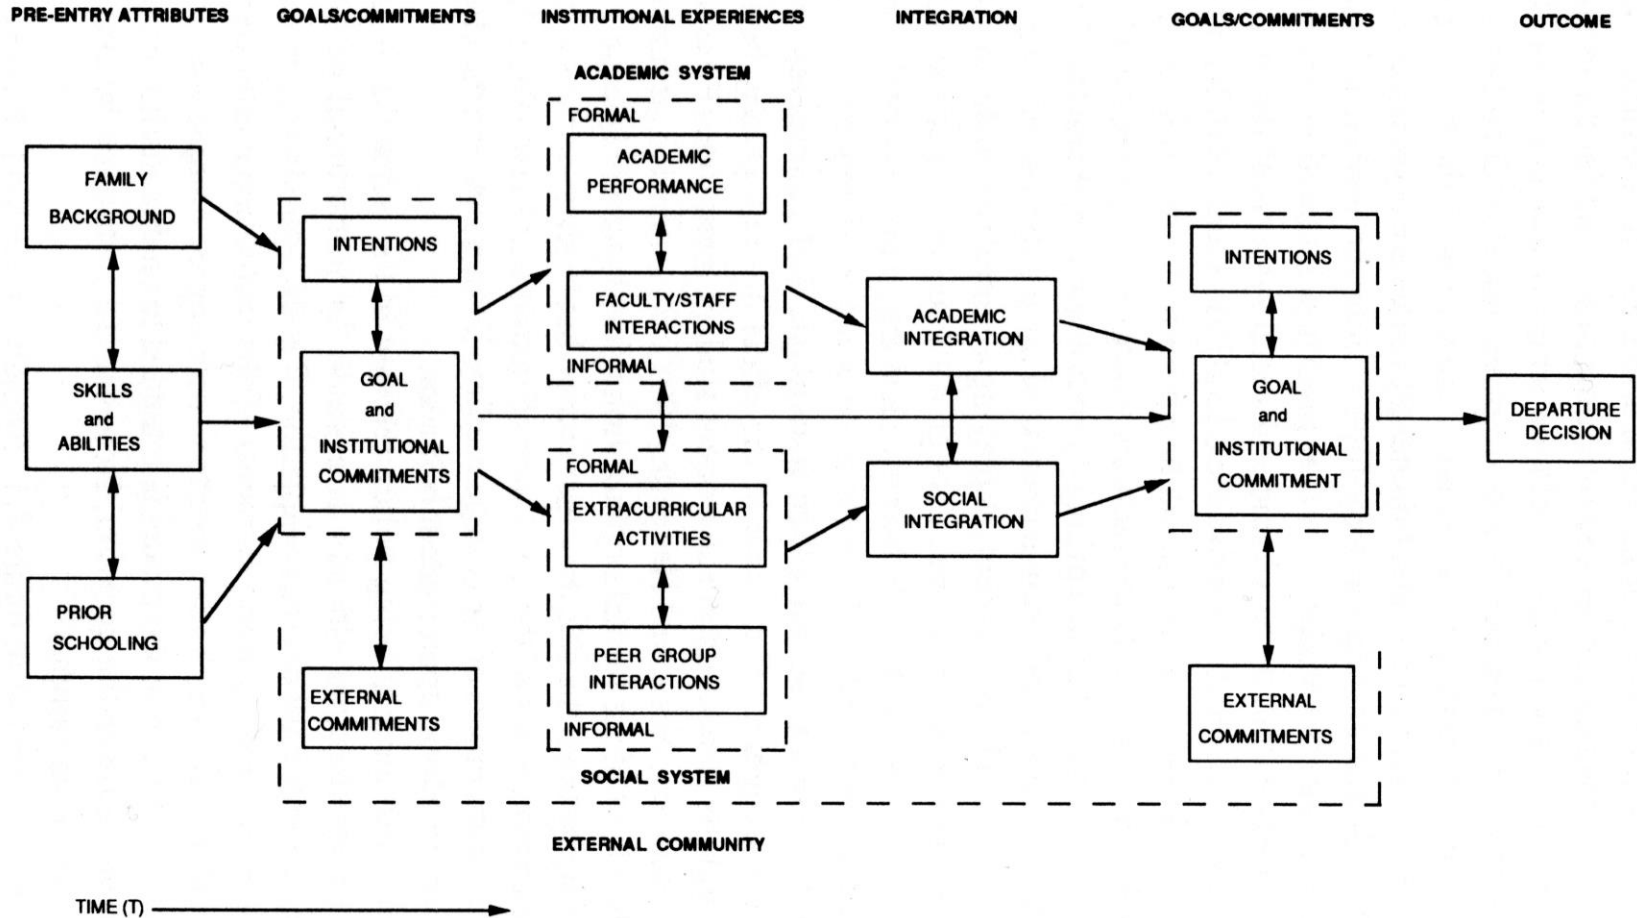 PRE-ENTRY ATTRIBUTES
GOALS/COMMITMENTS
INSTITUTIONAL EXPERIENCES
INTEGRATION
GOALS/COMMITMENTS
OUTCOME
FAMILY
BACKGROUND
SKILLS
and
ABILITIES
PRIOR
SCHOOLING
INTENTIONS
GOAL
and
INSTITUTIONAL
COMMITMENTS
EXTERNAL
COMMITMENTS
ACADEMIC SYSTEM
FORMAL
ACADEMIC
PERFORMANCE
FACULTY/STAFF
INTERACTIONS
INFORMAL
FORMAL
EXTRACURRICULAR
ACTIVITIES
PEER GROUP
INTERACTIONS
INFORMAL
SOCIAL SYSTEM
ACADEMIC
INTEGRATION
SOCIAL
INTEGRATION
INTENTIONS
GOAL
and
INSTITUTIONAL
COMMITMENT
EXTERNAL
COMMITMENTS
DEPARTURE
DECISION
EXTERNAL COMMUNITY
TIME (T)